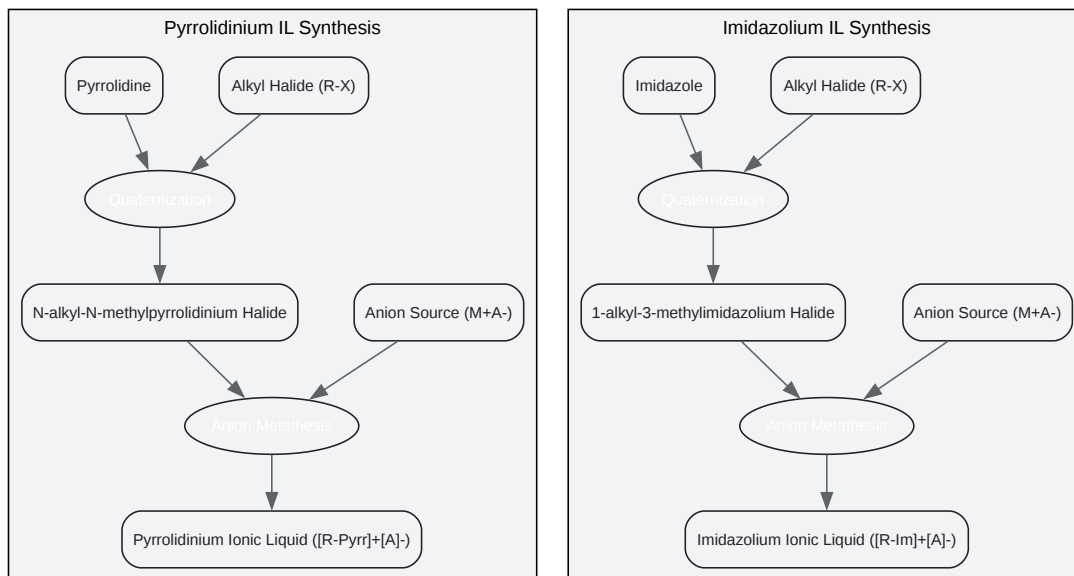 Pyrrolidinium IL Synthesis
Pyrrolidine
Alkyl Halide (R-X)
Quaternization
N-alkyl-N-methylpyrrolidinium Halide
Anion Source (M+A-)
Anion Metathesis
Pyrrolidinium Ionic Liquid ([R-Pyrr]+[A]-)
Imidazolium IL Synthesis
Imidazole
Alkyl Halide (R-X)
Quaternization
1-alkyl-3-methylimidazolium Halide
Anion Source (M+A-)
Anion Metathesis
Imidazolium Ionic Liquid ([R-Im]+[A]-)